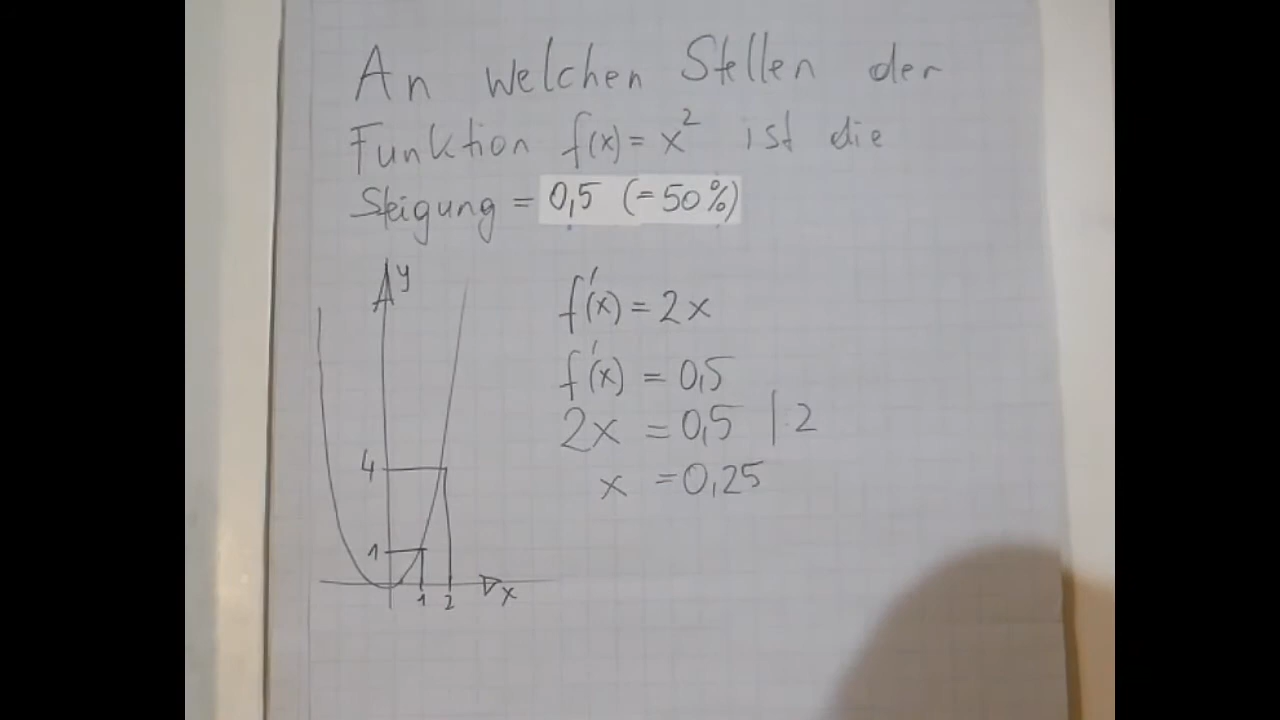 An welchen Stellen der
Funktion f(x) = x² ist die
Steigung = 0,5 (= 50%)
y
f'(x) = 2x
f'(x) = 0,5
2x = 0,5 | : 2
x = 0,25
4
1
1 2 x